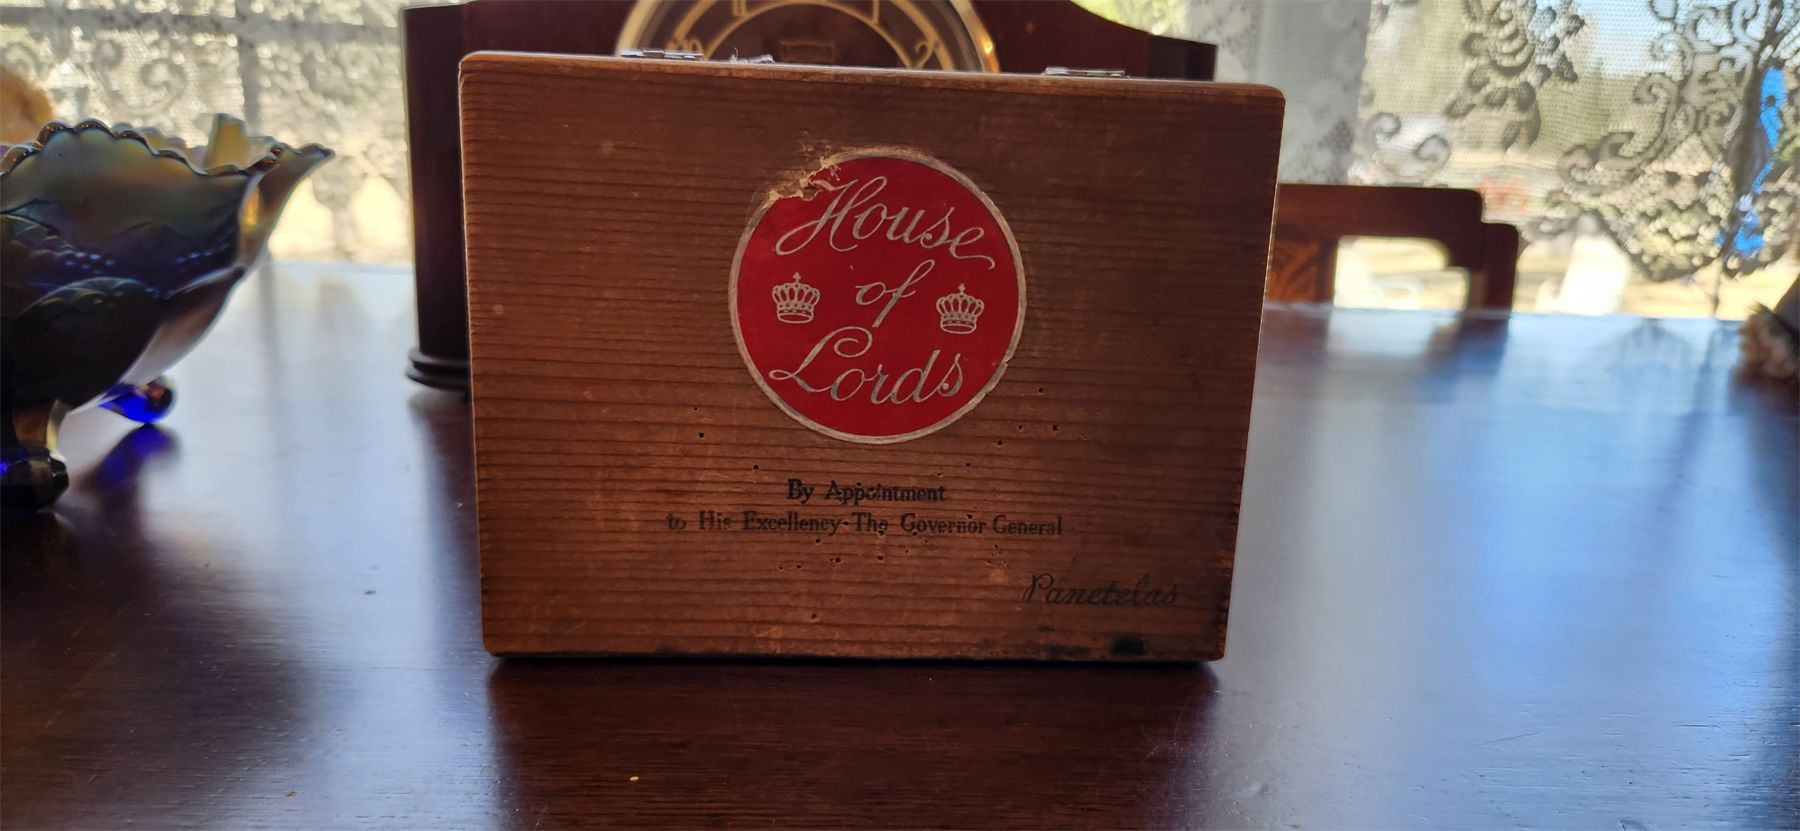 House
of
Lords
By Appointment
to His Excellency The Governor General
Panetelas